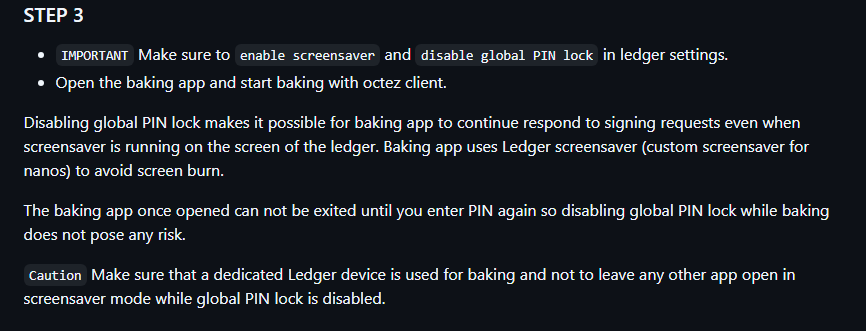 STEP 3
IMPORTANT Make sure to enable screensaver and disable global PIN lock in ledger settings.
Open the baking app and start baking with octez client.
Disabling global PIN lock makes it possible for baking app to continue respond to signing requests even when
screensaver is running on the screen of the ledger. Baking app uses Ledger screensaver (custom screensaver for
nanos) to avoid screen burn.
The baking app once opened can not be exited until you enter PIN again so disabling global PIN lock while baking
does not pose any risk.
Caution Make sure that a dedicated Ledger device is used for baking and not to leave any other app open in
screensaver mode while global PIN lock is disabled.